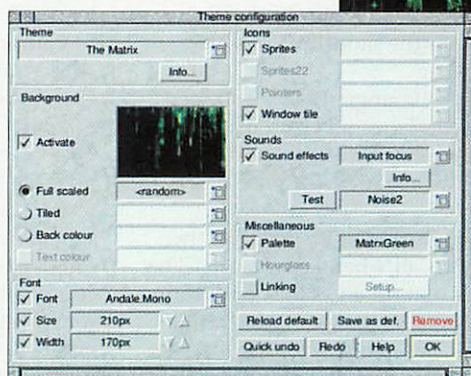 Theme configuration
Theme
The Matrix
Info...
Background
Activate
Full scaled
<random>
Tiled
Back colour
Text colour
Font
Font
Andale.Mono
Size
210px
Width
170px
Icons
Sprites
Sprites22
Pointers
Window tile
Sounds
Sound effects
Input focus
Info...
Test
Noise2
Miscellaneous
Palette
MatrxGreen
Hourglass
Linking
Setup...
Reload default
Save as def.
Remove
Quick undo
Redo
Help
OK